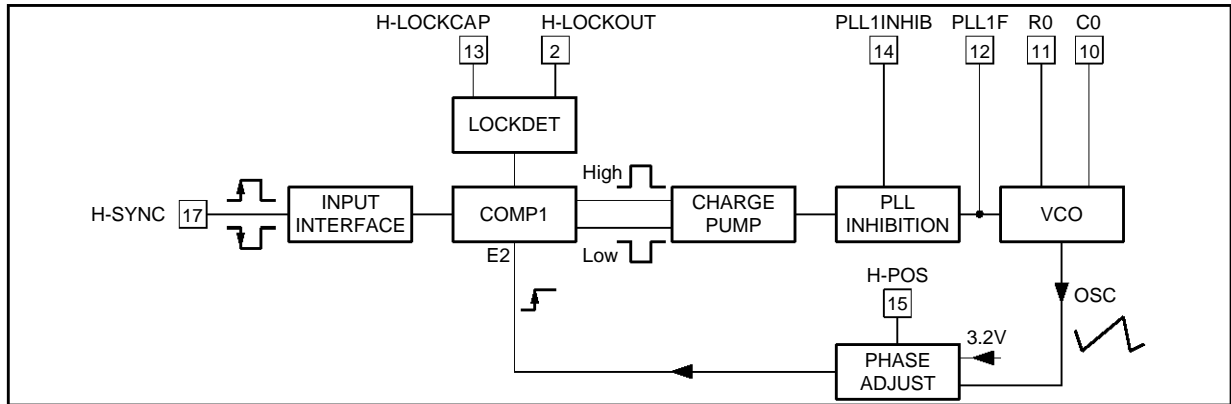 H-LOCKCAP H-LOCKOUT PLL1INHIB PLL1F R0 C0
13 2 14 12 11 10
LOCKDET
High
H-SYNC 17 INPUT INTERFACE COMP1 CHARGE PUMP PLL INHIBITION VCO
E2 Low
H-POS
15
OSC
3.2V
PHASE
ADJUST